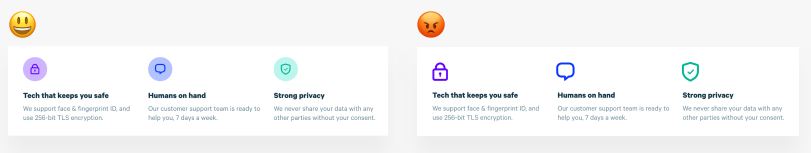 Tech that keeps you safe
We support face & fingerprint ID, and
use 256-bit TLS encryption.
Humans on hand
Our customer support team is ready to
help you, 7 days a week.
Strong privacy
We never share your data with any
other parties without your consent.
Tech that keeps you safe
We support face & fingerprint ID, and
use 256-bit TLS encryption.
Humans on hand
Our customer support team is ready to
help you, 7 days a week.
Strong privacy
We never share your data with any
other parties without your consent.